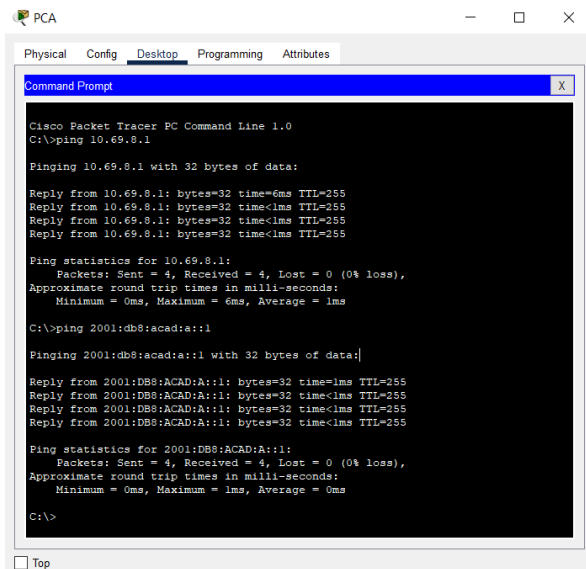 PCA
Physical Config Desktop Programming Attributes
Command Prompt
X
Cisco Packet Tracer PC Command Line 1.0
C:\>ping 10.69.8.1
Pinging 10.69.8.1 with 32 bytes of data:
Reply from 10.69.8.1: bytes=32 time=6ms TTL=255
Reply from 10.69.8.1: bytes=32 time<1ms TTL=255
Reply from 10.69.8.1: bytes=32 time<1ms TTL=255
Reply from 10.69.8.1: bytes=32 time<1ms TTL=255
Ping statistics for 10.69.8.1:
Packets: Sent = 4, Received = 4, Lost = 0 (0% loss),
Approximate round trip times in milli-seconds:
Minimum = 0ms, Maximum = 6ms, Average = 1ms
C:\>ping 2001:db8:acad:a::1
Pinging 2001:db8:acad:a::1 with 32 bytes of data:
Reply from 2001:DB8:ACAD:A::1: bytes=32 time=1ms TTL=255
Reply from 2001:DB8:ACAD:A::1: bytes=32 time<1ms TTL=255
Reply from 2001:DB8:ACAD:A::1: bytes=32 time<1ms TTL=255
Reply from 2001:DB8:ACAD:A::1: bytes=32 time<1ms TTL=255
Ping statistics for 2001:DB8:ACAD:A::1:
Packets: Sent = 4, Received = 4, Lost = 0 (0% loss),
Approximate round trip times in milli-seconds:
Minimum = 0ms, Maximum = 1ms, Average = 0ms
C:\>
Top